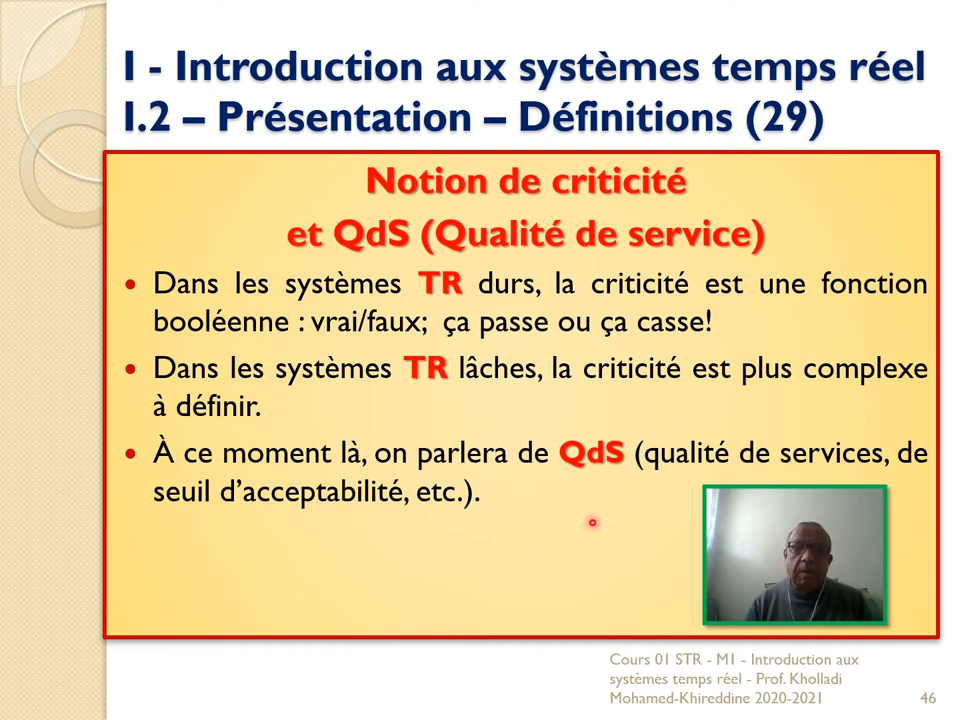 I - Introduction aux systèmes temps réel
I.2 – Présentation – Définitions (29)
Notion de criticité
et QdS (Qualité de service)
• Dans les systèmes TR durs, la criticité est une fonction
booléenne : vrai/faux; ça passe ou ça casse!
• Dans les systèmes TR lâches, la criticité est plus complexe
à définir.
• À ce moment là, on parlera de QdS (qualité de services, de
seuil d’acceptabilité, etc.).
Cours 01 STR - M1 - Introduction aux
systèmes temps réel - Prof. Kholladi
Mohamed-Khireddine 2020-2021
46